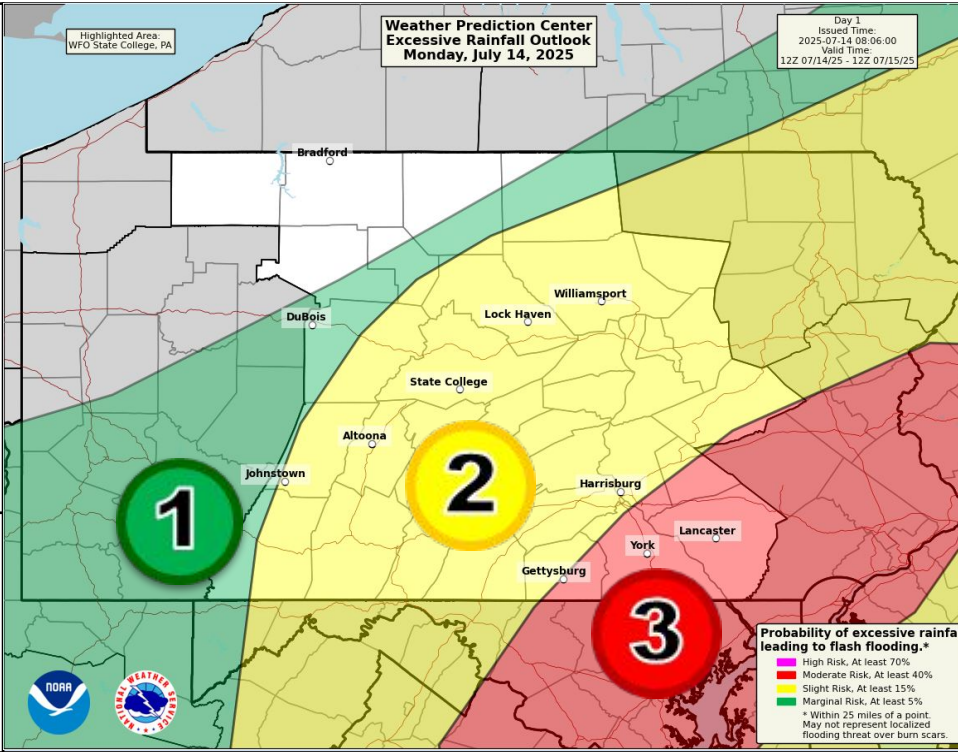 Highlighted Area:
WFO State College, PA
Weather Prediction Center
Excessive Rainfall Outlook
Monday, July 14, 2025
Day 1
Issued Time:
2025-07-14 08:06:00
Valid Time:
12Z 07/14/25 - 12Z 07/15/25
Bradford
Williamsport
Lock Haven
DuBois
State College
Altoona
Johnstown
Harrisburg
Lancaster
York
Gettysburg
1
2
3
NOAA
NATIONAL WEATHER SERVICE
Probability of excessive rainfa
leading to flash flooding.*
High Risk, At least 70%
Moderate Risk, At least 40%
Slight Risk, At least 15%
Marginal Risk, At least 5%
* Within 25 miles of a point.
May not represent localized
flooding threat over burn scars.